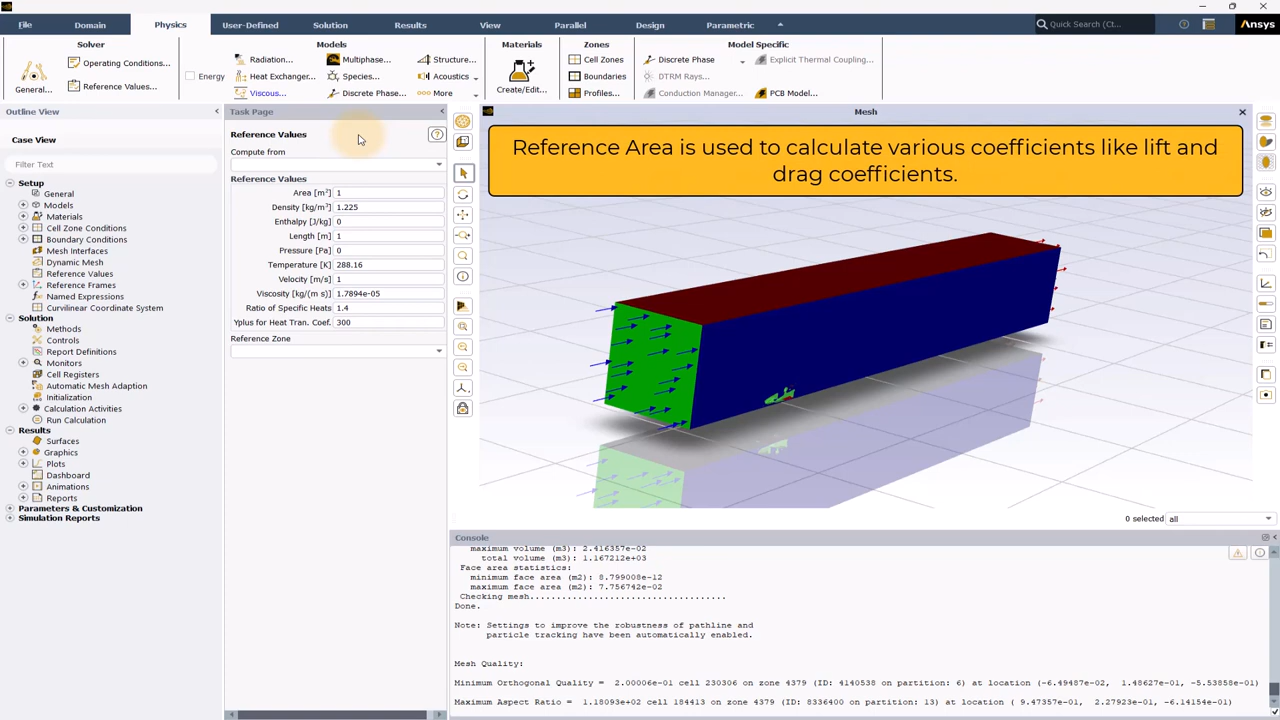 File Domain Physics User-Defined Solution Results View Parallel Design Parametric Quick Search (Ct... Ansys
Solver Models Materials Zones Model Specific
General... Operating Conditions... Reference Values...
Energy Radiation... Heat Exchanger... Viscous... Multiphase... Species... Discrete Phase... Structure... Acoustics More
Create/Edit...
Cell Zones Boundaries Profiles...
Discrete Phase DTRM Rays... Conduction Manager... Explicit Thermal Coupling... PCB Model...
Outline View
Case View
Filter Text
Setup
General
Models
Materials
Cell Zone Conditions
Boundary Conditions
Mesh Interfaces
Dynamic Mesh
Reference Values
Reference Frames
Named Expressions
Curvilinear Coordinate System
Solution
Methods
Controls
Report Definitions
Monitors
Cell Registers
Automatic Mesh Adaption
Initialization
Calculation Activities
Run Calculation
Results
Surfaces
Graphics
Plots
Dashboard
Animations
Reports
Parameters & Customization
Simulation Reports
Task Page
Reference Values
Compute from
Reference Values
Area [m²] 1
Density [kg/m³] 1.225
Enthalpy [J/kg] 0
Length [m] 1
Pressure [Pa] 0
Temperature [K] 288.16
Velocity [m/s] 1
Viscosity [kg/(m s)] 1.7894e-05
Ratio of Specific Heats 1.4
Yplus for Heat Tran. Coef. 300
Reference Zone
Mesh
Reference Area is used to calculate various coefficients like lift and
drag coefficients.
0 selected all
Console
maximum volume (m3): 2.416357e-02
total volume (m3): 1.167212e+03
Face area statistics:
minimum face area (m2): 8.799008e-12
maximum face area (m2): 7.756742e-02
Checking mesh....................................
Done.
Note: Settings to improve the robustness of pathline and
particle tracking have been automatically enabled.
Mesh Quality:
Minimum Orthogonal Quality = 2.00006e-01 cell 230306 on zone 4379 (ID: 4140538 on partition: 6) at location (-6.49487e-02, 1.48627e-01, -5.53858e-01)
Maximum Aspect Ratio = 1.18093e+02 cell 184413 on zone 4379 (ID: 8336400 on partition: 13) at location ( 9.47357e-01, 2.27923e-01, -6.14154e-01)